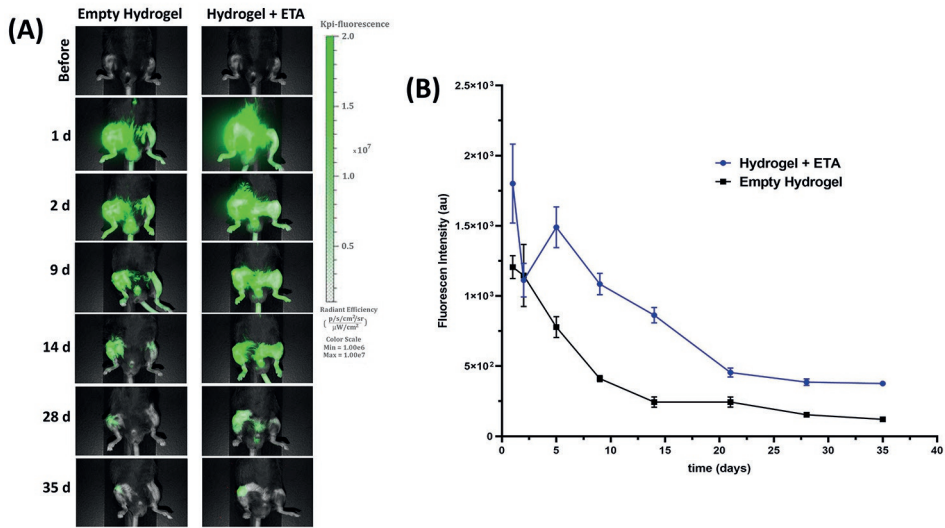 (A)
Empty Hydrogel Hydrogel + ETA
Before
1 d
2 d
9 d
14 d
28 d
35 d
Kpi-fluorescence
2.0
1.5
x10⁷
1.0
0.5
Radiant Efficiency
( p/s/cm²/sr
μW/cm² )
Color Scale
Min = 1.00e6
Max = 1.00e7
(B)
Fluorescen Intensity (au)
2.5×10³
2×10³
1.5×10³
1×10³
5×10²
0
0 5 10 15 20 25 30 35 40
time (days)
Hydrogel + ETA
Empty Hydrogel